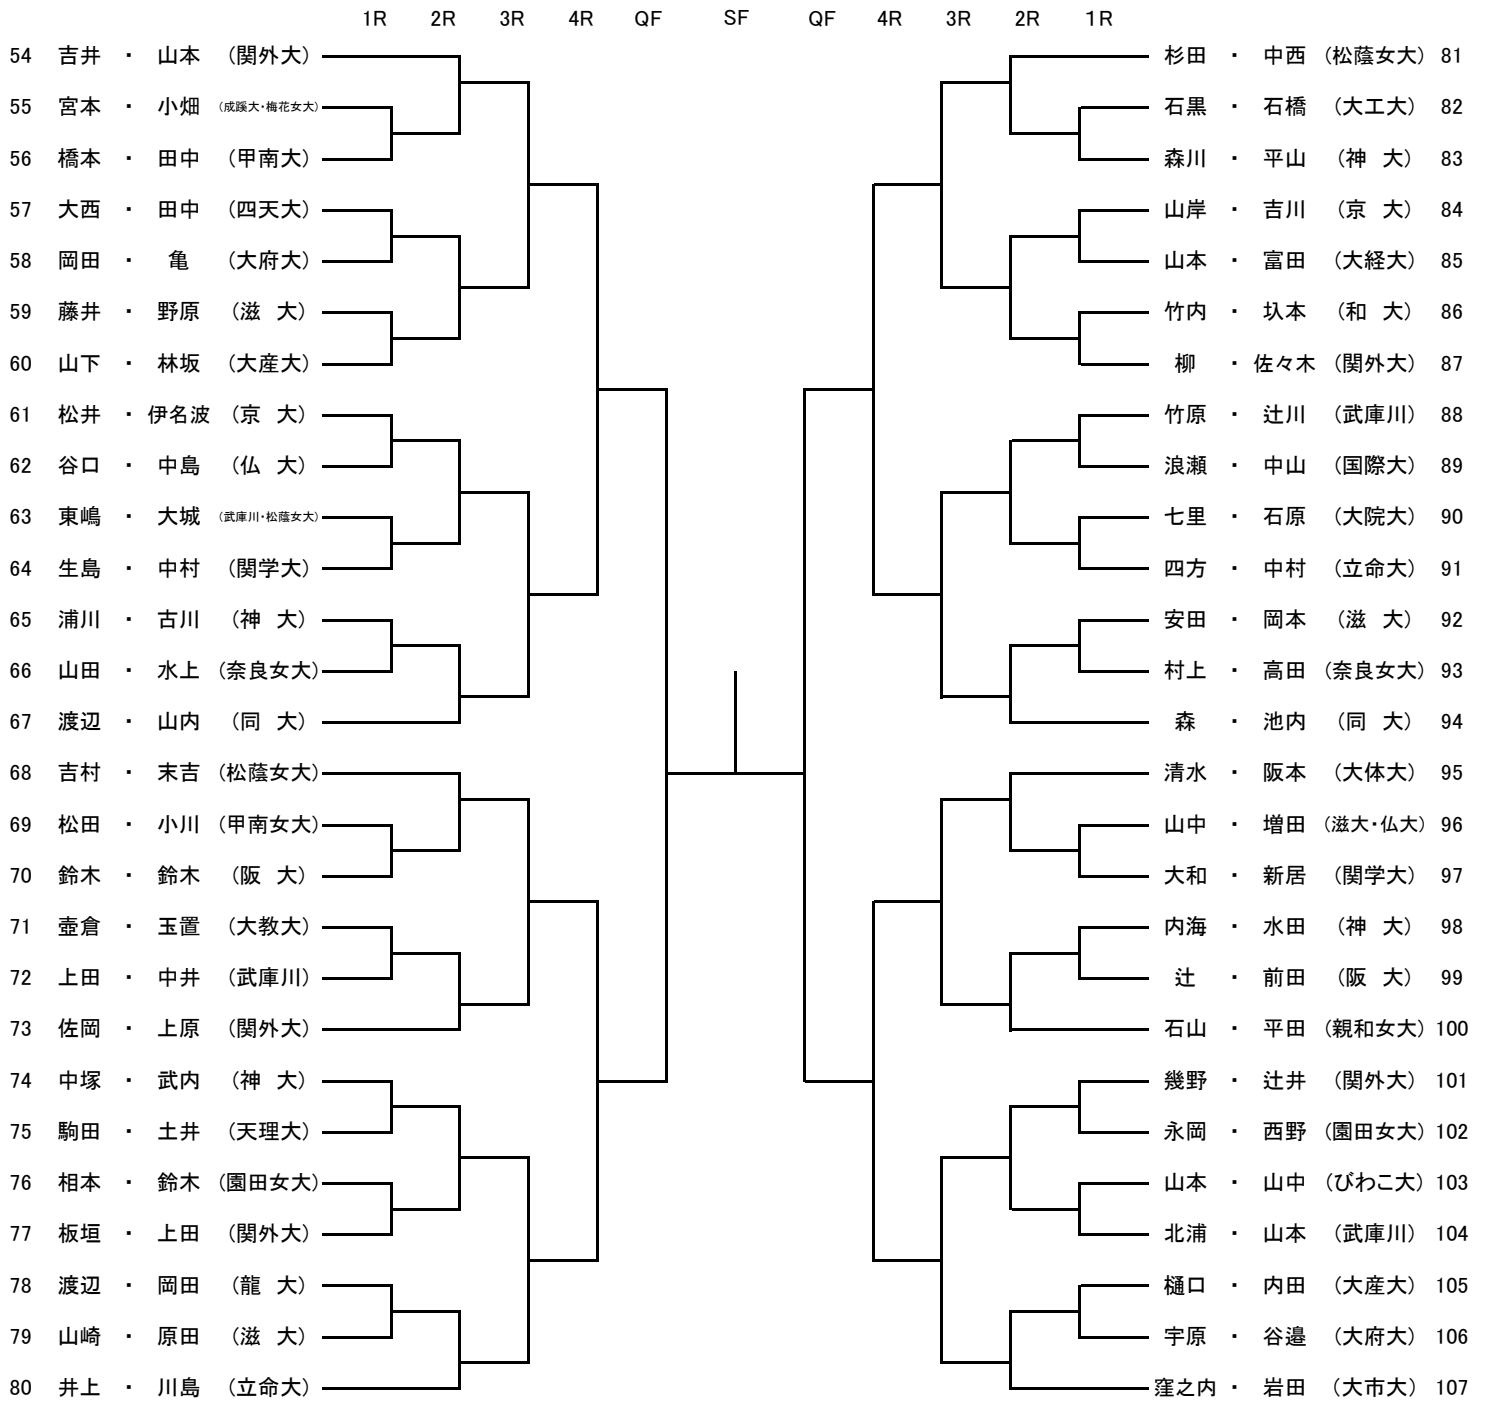 1R 2R 3R 4R QF SF QF 4R 3R 2R 1R
54 吉井 ・ 山本 (関外大) 杉田 ・ 中西 (松蔭女大) 81
55 宮本 ・ 小畑 (成蹊大・梅花女大) 石黒 ・ 石橋 (大工大) 82
56 橋本 ・ 田中 (甲南大) 森川 ・ 平山 (神 大) 83
57 大西 ・ 田中 (四天大) 山岸 ・ 吉川 (京 大) 84
58 岡田 ・ 亀 (大府大) 山本 ・ 富田 (大経大) 85
59 藤井 ・ 野原 (滋 大) 竹内 ・ 圦本 (和 大) 86
60 山下 ・ 林坂 (大産大) 柳 ・ 佐々木 (関外大) 87
61 松井 ・ 伊名波 (京 大) 竹原 ・ 辻川 (武庫川) 88
62 谷口 ・ 中島 (仏 大) 浪瀬 ・ 中山 (国際大) 89
63 東嶋 ・ 大城 (武庫川・松蔭女大) 七里 ・ 石原 (大院大) 90
64 生島 ・ 中村 (関学大) 四方 ・ 中村 (立命大) 91
65 浦川 ・ 古川 (神 大) 安田 ・ 岡本 (滋 大) 92
66 山田 ・ 水上 (奈良女大) 村上 ・ 高田 (奈良女大) 93
67 渡辺 ・ 山内 (同 大) 森 ・ 池内 (同 大) 94
68 吉村 ・ 末吉 (松蔭女大) 清水 ・ 阪本 (大体大) 95
69 松田 ・ 小川 (甲南女大) 山中 ・ 増田 (滋大・仏大) 96
70 鈴木 ・ 鈴木 (阪 大) 大和 ・ 新居 (関学大) 97
71 壺倉 ・ 玉置 (大教大) 内海 ・ 水田 (神 大) 98
72 上田 ・ 中井 (武庫川) 辻 ・ 前田 (阪 大) 99
73 佐岡 ・ 上原 (関外大) 石山 ・ 平田 (親和女大) 100
74 中塚 ・ 武内 (神 大) 幾野 ・ 辻井 (関外大) 101
75 駒田 ・ 土井 (天理大) 永岡 ・ 西野 (園田女大) 102
76 相本 ・ 鈴木 (園田女大) 山本 ・ 山中 (びわこ大) 103
77 板垣 ・ 上田 (関外大) 北浦 ・ 山本 (武庫川) 104
78 渡辺 ・ 岡田 (龍 大) 樋口 ・ 内田 (大産大) 105
79 山崎 ・ 原田 (滋 大) 宇原 ・ 谷邉 (大府大) 106
80 井上 ・ 川島 (立命大) 窪之内 ・ 岩田 (大市大) 107